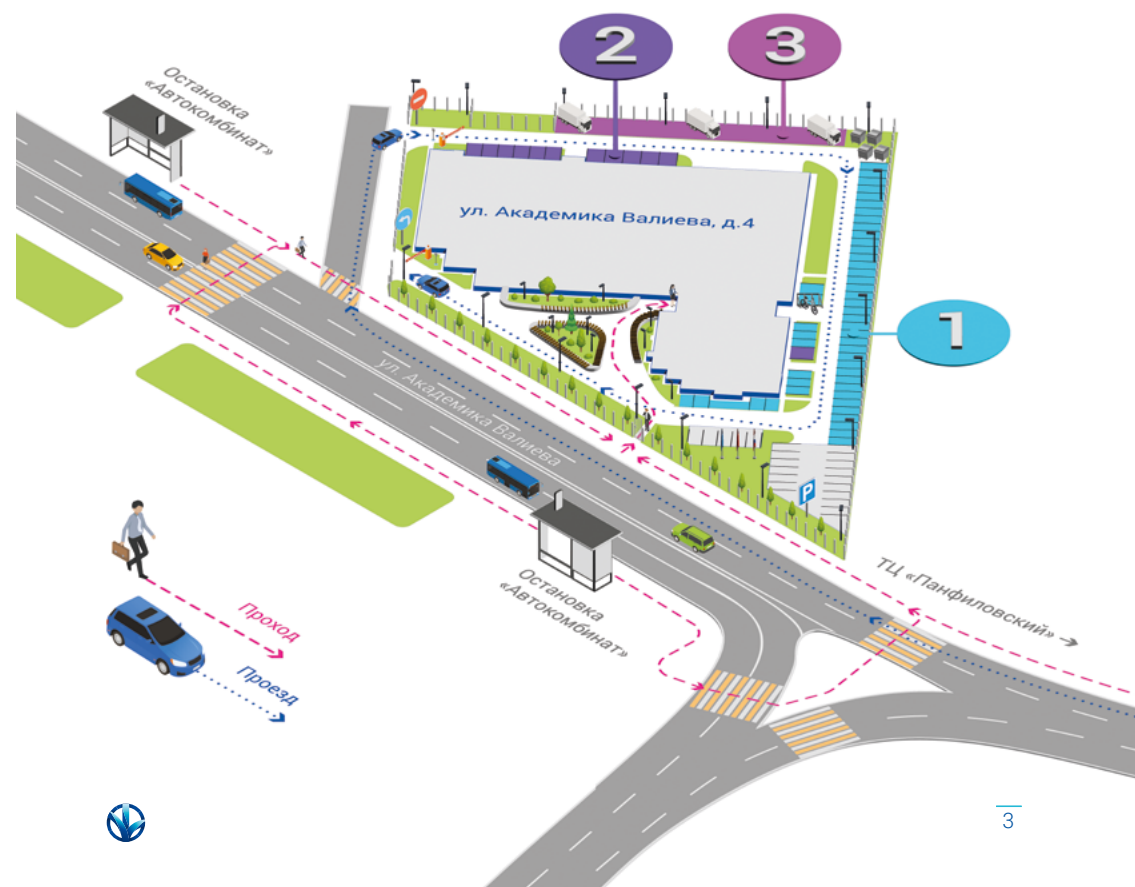 2
3
Остановка
«Автокомбинат»
ул. Академика Валиева, д.4
1
ул. Академика Валиева
P
ТЦ «Панфиловский»
Остановка
«Автокомбинат»
Проход
Проезд
3